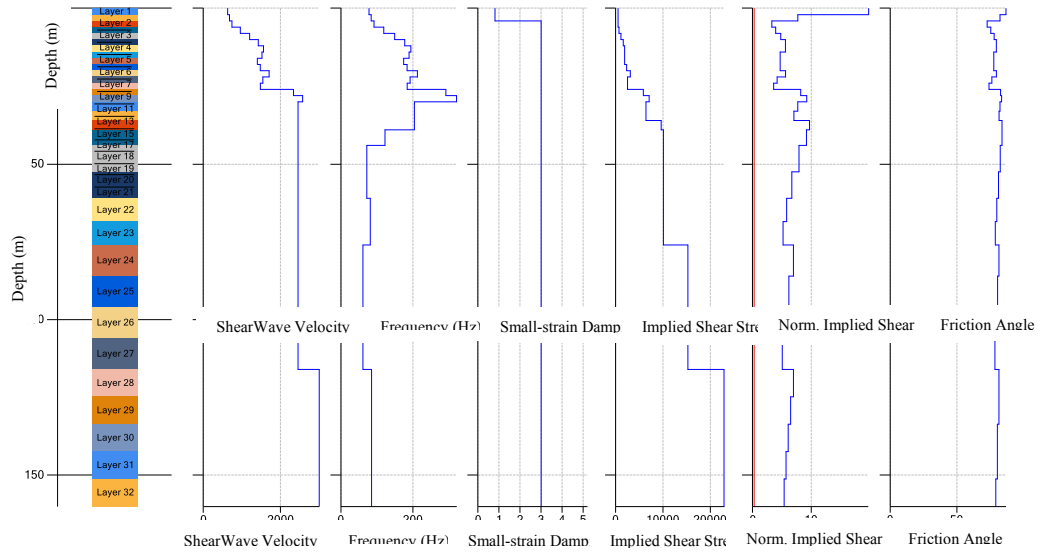 Depth (m)
Layer 1
Layer 2
Layer 3
Layer 4
Layer 5
Layer 6
Layer 7
Layer 9
Layer 11
Layer 13
Layer 15
Layer 17
Layer 18
Layer 19
Layer 20
Layer 21
Layer 22
Layer 23
Layer 24
Layer 25
Layer 26
Layer 27
Layer 28
Layer 29
Layer 30
Layer 31
Layer 32
Depth (m)
50
0
150
ShearWave Velocity
Frequency (Hz)
Small-strain Damp
Implied Shear Stre
Norm. Implied Shear
Friction Angle
0 2000
0 200
0 1 2 3 4 5
0 10000 20000
0 10
0 50
ShearWave Velocity
Frequency (Hz)
Small-strain Damp
Implied Shear Stre
Norm. Implied Shear
Friction Angle